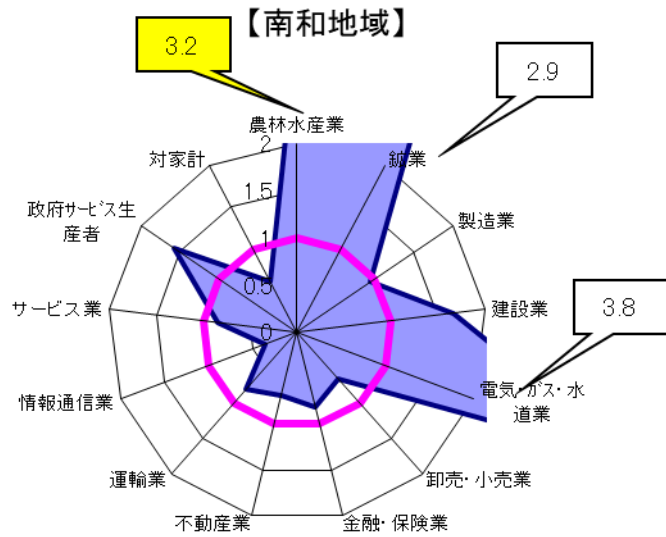 【南和地域】
3.2
2.9
農林水産業
2
対家計
鉱業
1.5
政府サービス生
産者
製造業
1
0.5
サービス業
建設業
3.8
0
情報通信業
電気・ガス・水
道業
運輸業
卸売・小売業
不動産業
金融・保険業